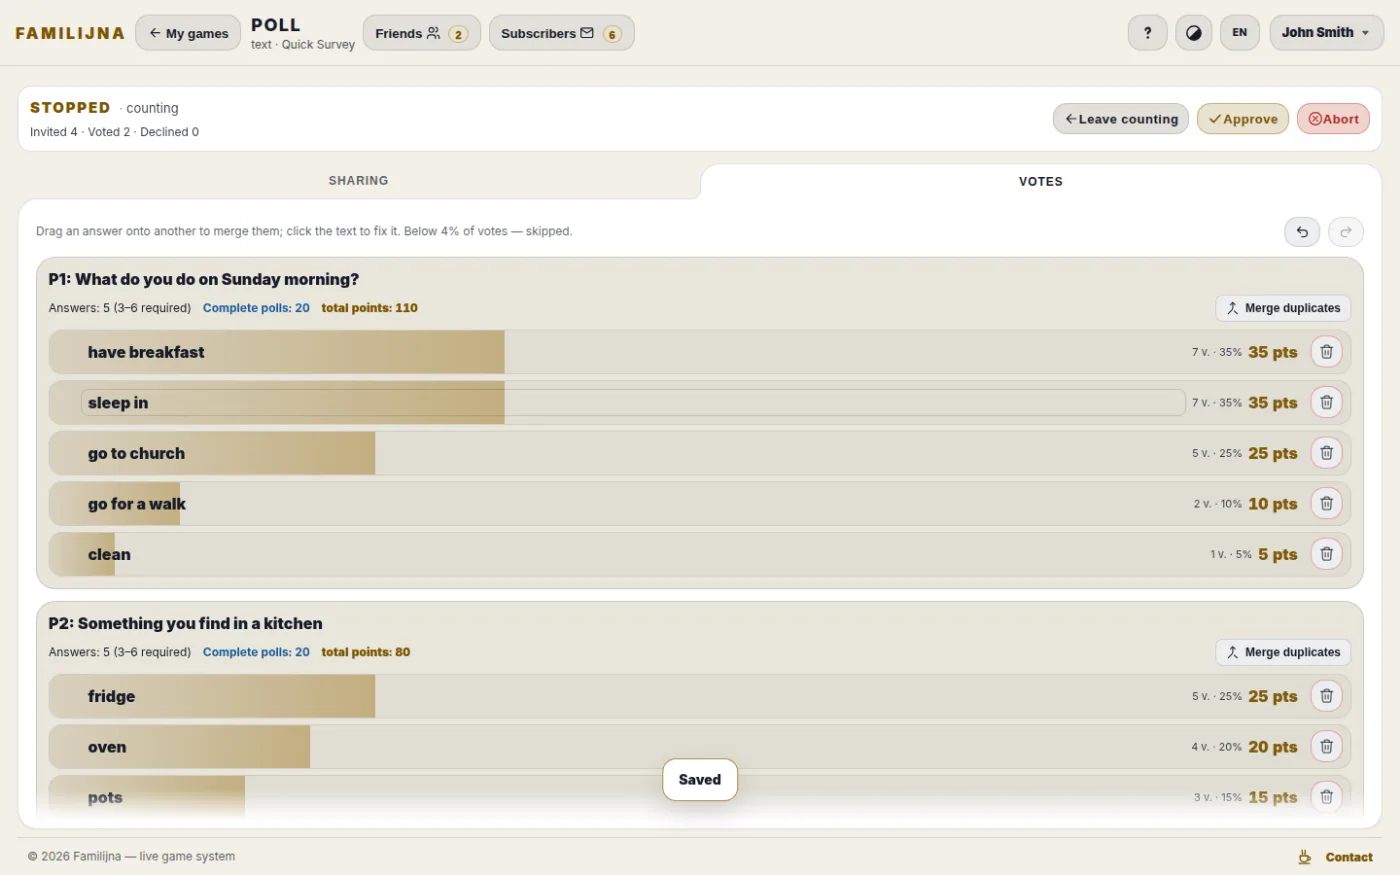 FAMILIJNA
← My games
POLL
text · Quick Survey
Friends 2
Subscribers 6
?
EN
John Smith
STOPPED · counting
Invited 4 · Voted 2 · Declined 0
←Leave counting
Approve
Abort
SHARING
VOTES
Drag an answer onto another to merge them; click the text to fix it. Below 4% of votes — skipped.
P1: What do you do on Sunday morning?
Answers: 5 (3–6 required) Complete polls: 20 total points: 110
Merge duplicates
have breakfast 7 v. · 35% 35 pts
sleep in 7 v. · 35% 35 pts
go to church 5 v. · 25% 25 pts
go for a walk 2 v. · 10% 10 pts
clean 1 v. · 5% 5 pts
P2: Something you find in a kitchen
Answers: 5 (3–6 required) Complete polls: 20 total points: 80
Merge duplicates
fridge 5 v. · 25% 25 pts
oven 4 v. · 20% 20 pts
Saved
pots 3 v. · 15% 15 pts
© 2026 Familijna — live game system
Contact